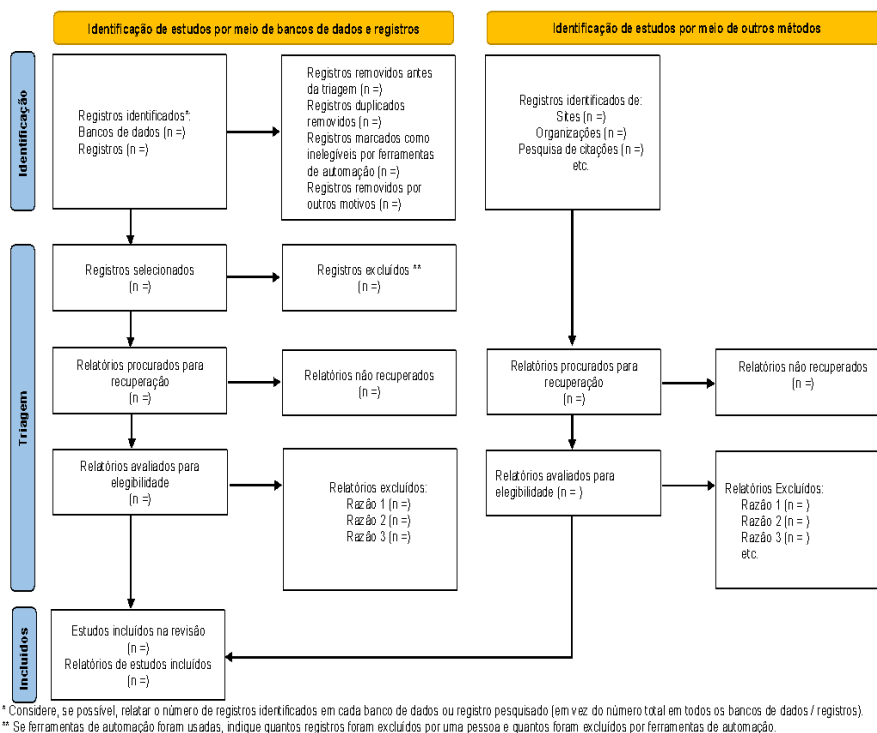 Identificação de estudos por meio de bancos de dados e registros
Identificação de estudos por meio de outros métodos
Identificação
Registros identificados*:
Bancos de dados (n =)
Registros (n =)
Registros removidos antes
da triagem (n =)
Registros duplicados
removidos (n =)
Registros marcados como
inelegíveis por ferramentas
de automação (n =)
Registros removidos por
outros motivos (n =)
Registros identificados de:
Sites (n =)
Organizações (n =)
Pesquisa de citações (n =)
etc.
Triagem
Registros selecionados
(n =)
Registros excluídos **
(n =)
Relatórios procurados para
recuperação
(n =)
Relatórios não recuperados
(n =)
Relatórios procurados para
recuperação
(n =)
Relatórios não recuperados
(n =)
Relatórios avaliados para
elegibilidade
(n =)
Relatórios excluídos:
Razão 1 (n =)
Razão 2 (n =)
Razão 3 (n =)
Relatórios avaliados para
elegibilidade (n = )
Relatórios Excluídos:
Razão 1 (n = )
Razão 2 (n = )
Razão 3 (n = )
etc.
Incluídos
Estudos incluídos na revisão
(n =)
Relatórios de estudos incluídos
(n =)
* Considere, se possível, relatar o número de registros identificados em cada banco de dados ou registro pesquisado (em vez do número total em todos os bancos de dados / registros).
** Se ferramentas de automação foram usadas, indique quantos registros foram excluídos por uma pessoa e quantos foram excluídos por ferramentas de automação.